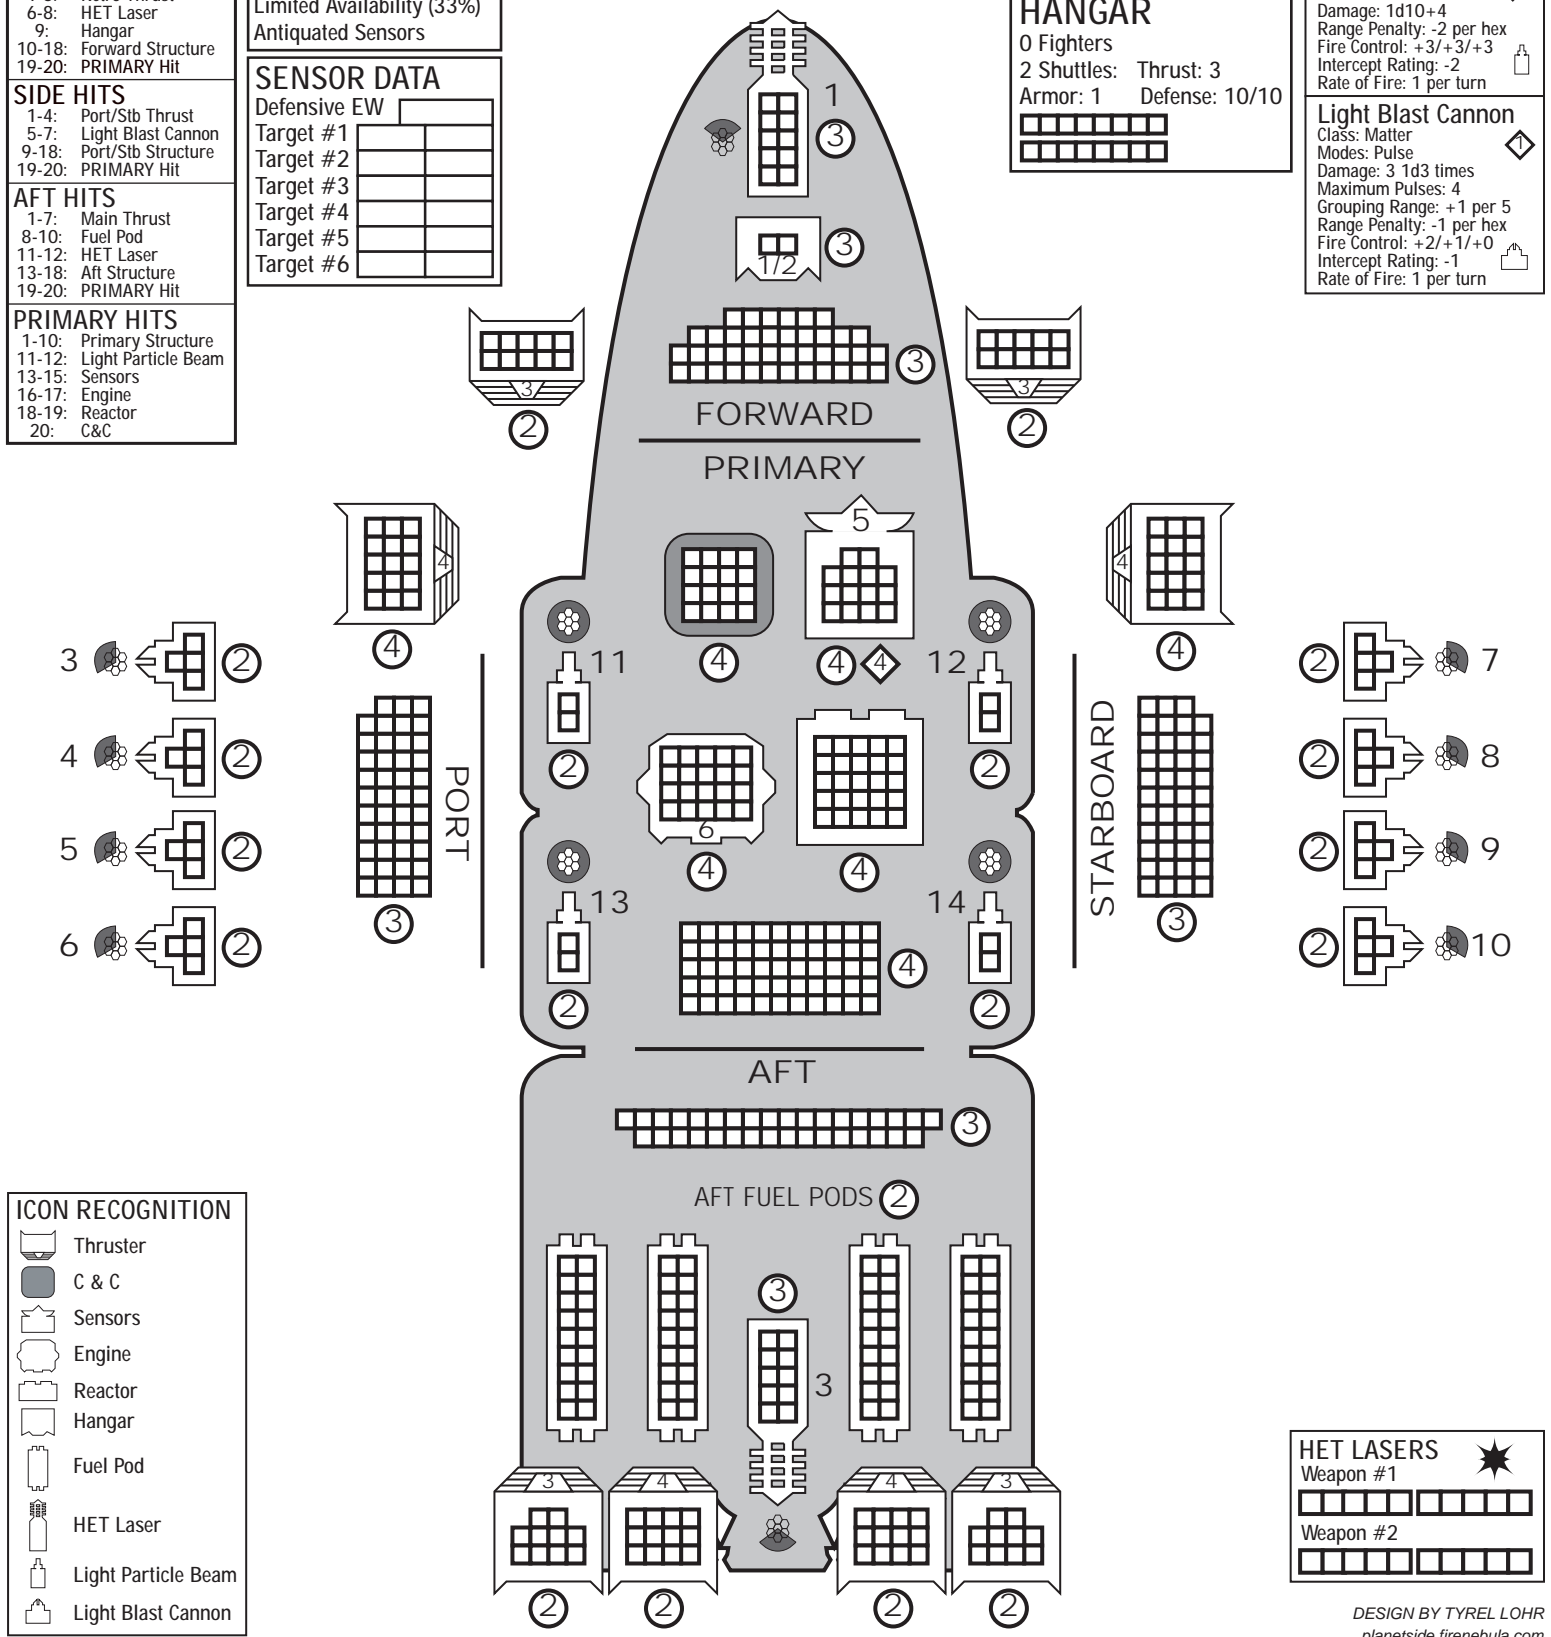 6-8: HET Laser
9: Hangar
10-18: Forward Structure
19-20: PRIMARY Hit
SIDE HITS
1-4: Port/Stb Thrust
5-7: Light Blast Cannon
9-18: Port/Stb Structure
19-20: PRIMARY Hit
AFT HITS
1-7: Main Thrust
8-10: Fuel Pod
11-12: HET Laser
13-18: Aft Structure
19-20: PRIMARY Hit
PRIMARY HITS
1-10: Primary Structure
11-12: Light Particle Beam
13-15: Sensors
16-17: Engine
18-19: Reactor
20: C&C
Limited Availability (33%)
Antiquated Sensors
SENSOR DATA
Defensive EW
Target #1
Target #2
Target #3
Target #4
Target #5
Target #6
HANGAR
0 Fighters
2 Shuttles: Thrust: 3
Armor: 1 Defense: 10/10
Damage: 1d10+4
Range Penalty: -2 per hex
Fire Control: +3/+3/+3
Intercept Rating: -2
Rate of Fire: 1 per turn
Light Blast Cannon
Class: Matter
1
Modes: Pulse
Damage: 3 1d3 times
Maximum Pulses: 4
Grouping Range: +1 per 5
Range Penalty: -1 per hex
Fire Control: +2/+1/+0
Intercept Rating: -1
Rate of Fire: 1 per turn
1
3
1/2
3
3
3
2
3
2
FORWARD
PRIMARY
5
4
4
4
4
4 4
4
3 2
4 2
5 2
6 2
3
PORT
11
2
12
2
6
4
4
13
2
14
2
4
STARBOARD
3
2 7
2 8
2 9
2 10
AFT
3
AFT FUEL PODS 2
3
3
3
4
4
3
2
2
2
2
ICON RECOGNITION
Thruster
C & C
Sensors
Engine
Reactor
Hangar
Fuel Pod
HET Laser
Light Particle Beam
Light Blast Cannon
HET LASERS
Weapon #1
Weapon #2
DESIGN BY TYREL LOHR
planetside.firenebula.com